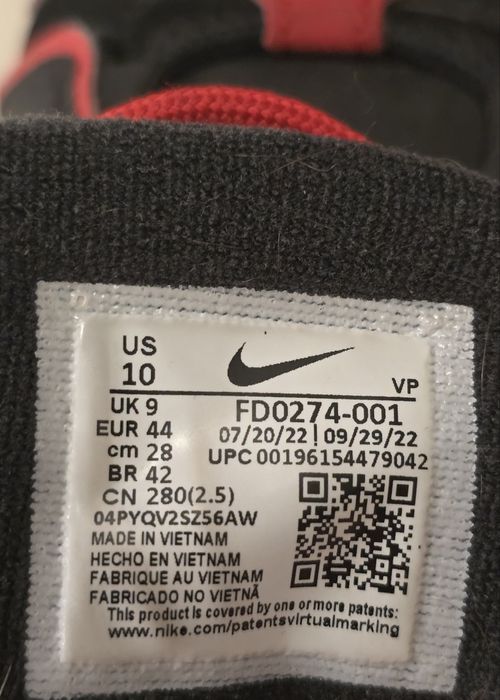 US
10
VP
UK 9
FD0274-001
EUR 44
07/20/22 | 09/29/22
cm 28
UPC 00196154479042
BR 42
CN 280(2.5)
04PYQV2SZ56AW
MADE IN VIETNAM
HECHO EN VIETNAM
FABRIQUE AU VIETNAM
FABRICADO NO VIETNÃ
This product is covered by one or more patents:
www.nike.com/patentsvirtualmarking